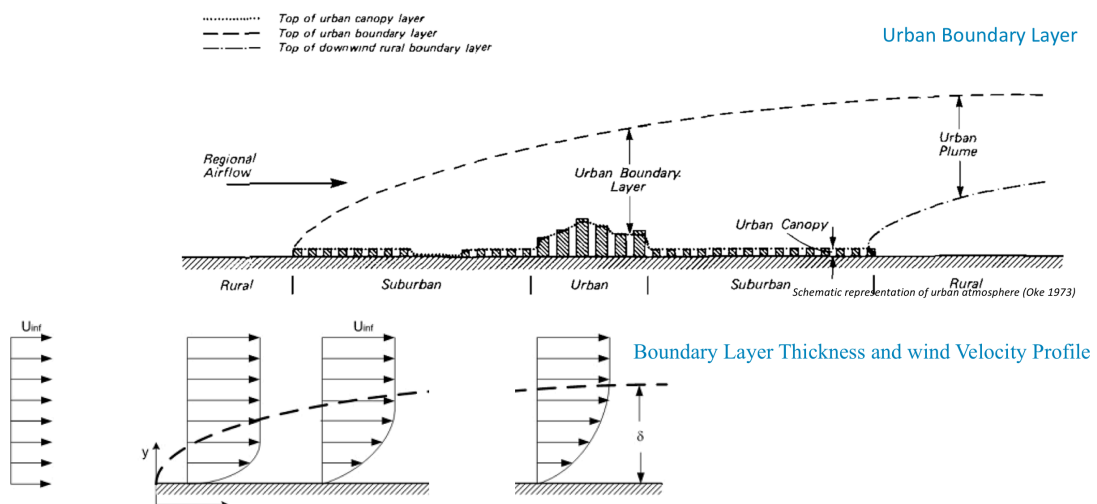 Top of urban canopy layer
Top of urban boundary layer
Top of downwind rural boundary layer
Urban Boundary Layer
Regional
Airflow
Urban Boundary
Layer
Urban
Plume
Urban Canopy
Rural
Suburban
Urban
Suburban
Rural
Schematic representation of urban atmosphere (Oke 1973)
Uinf
Uinf
Boundary Layer Thickness and wind Velocity Profile
y
δ